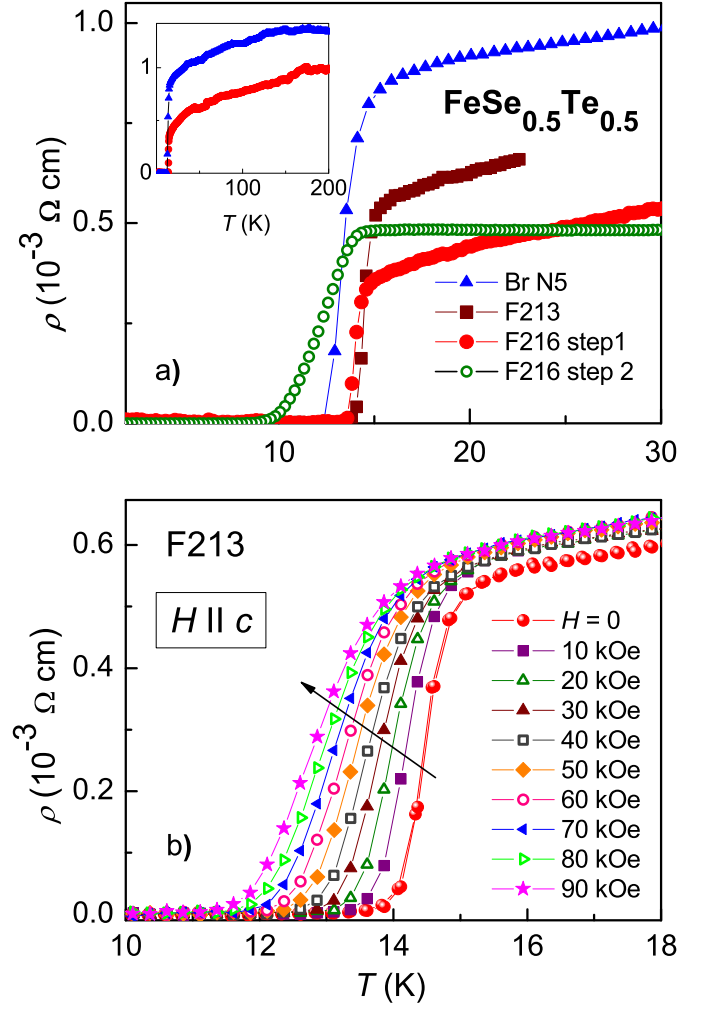 1.0
0.5
0.0
ρ (10⁻³ Ω cm)
1
0
100
200
T (K)
FeSe₀.₅Te₀.₅
Br N5
F213
F216 step1
F216 step 2
a)
10
20
30
0.6
0.4
0.2
0.0
ρ (10⁻³ Ω cm)
F213
H II c
H = 0
10 kOe
20 kOe
30 kOe
40 kOe
50 kOe
60 kOe
70 kOe
80 kOe
90 kOe
b)
10
12
14
16
18
T (K)